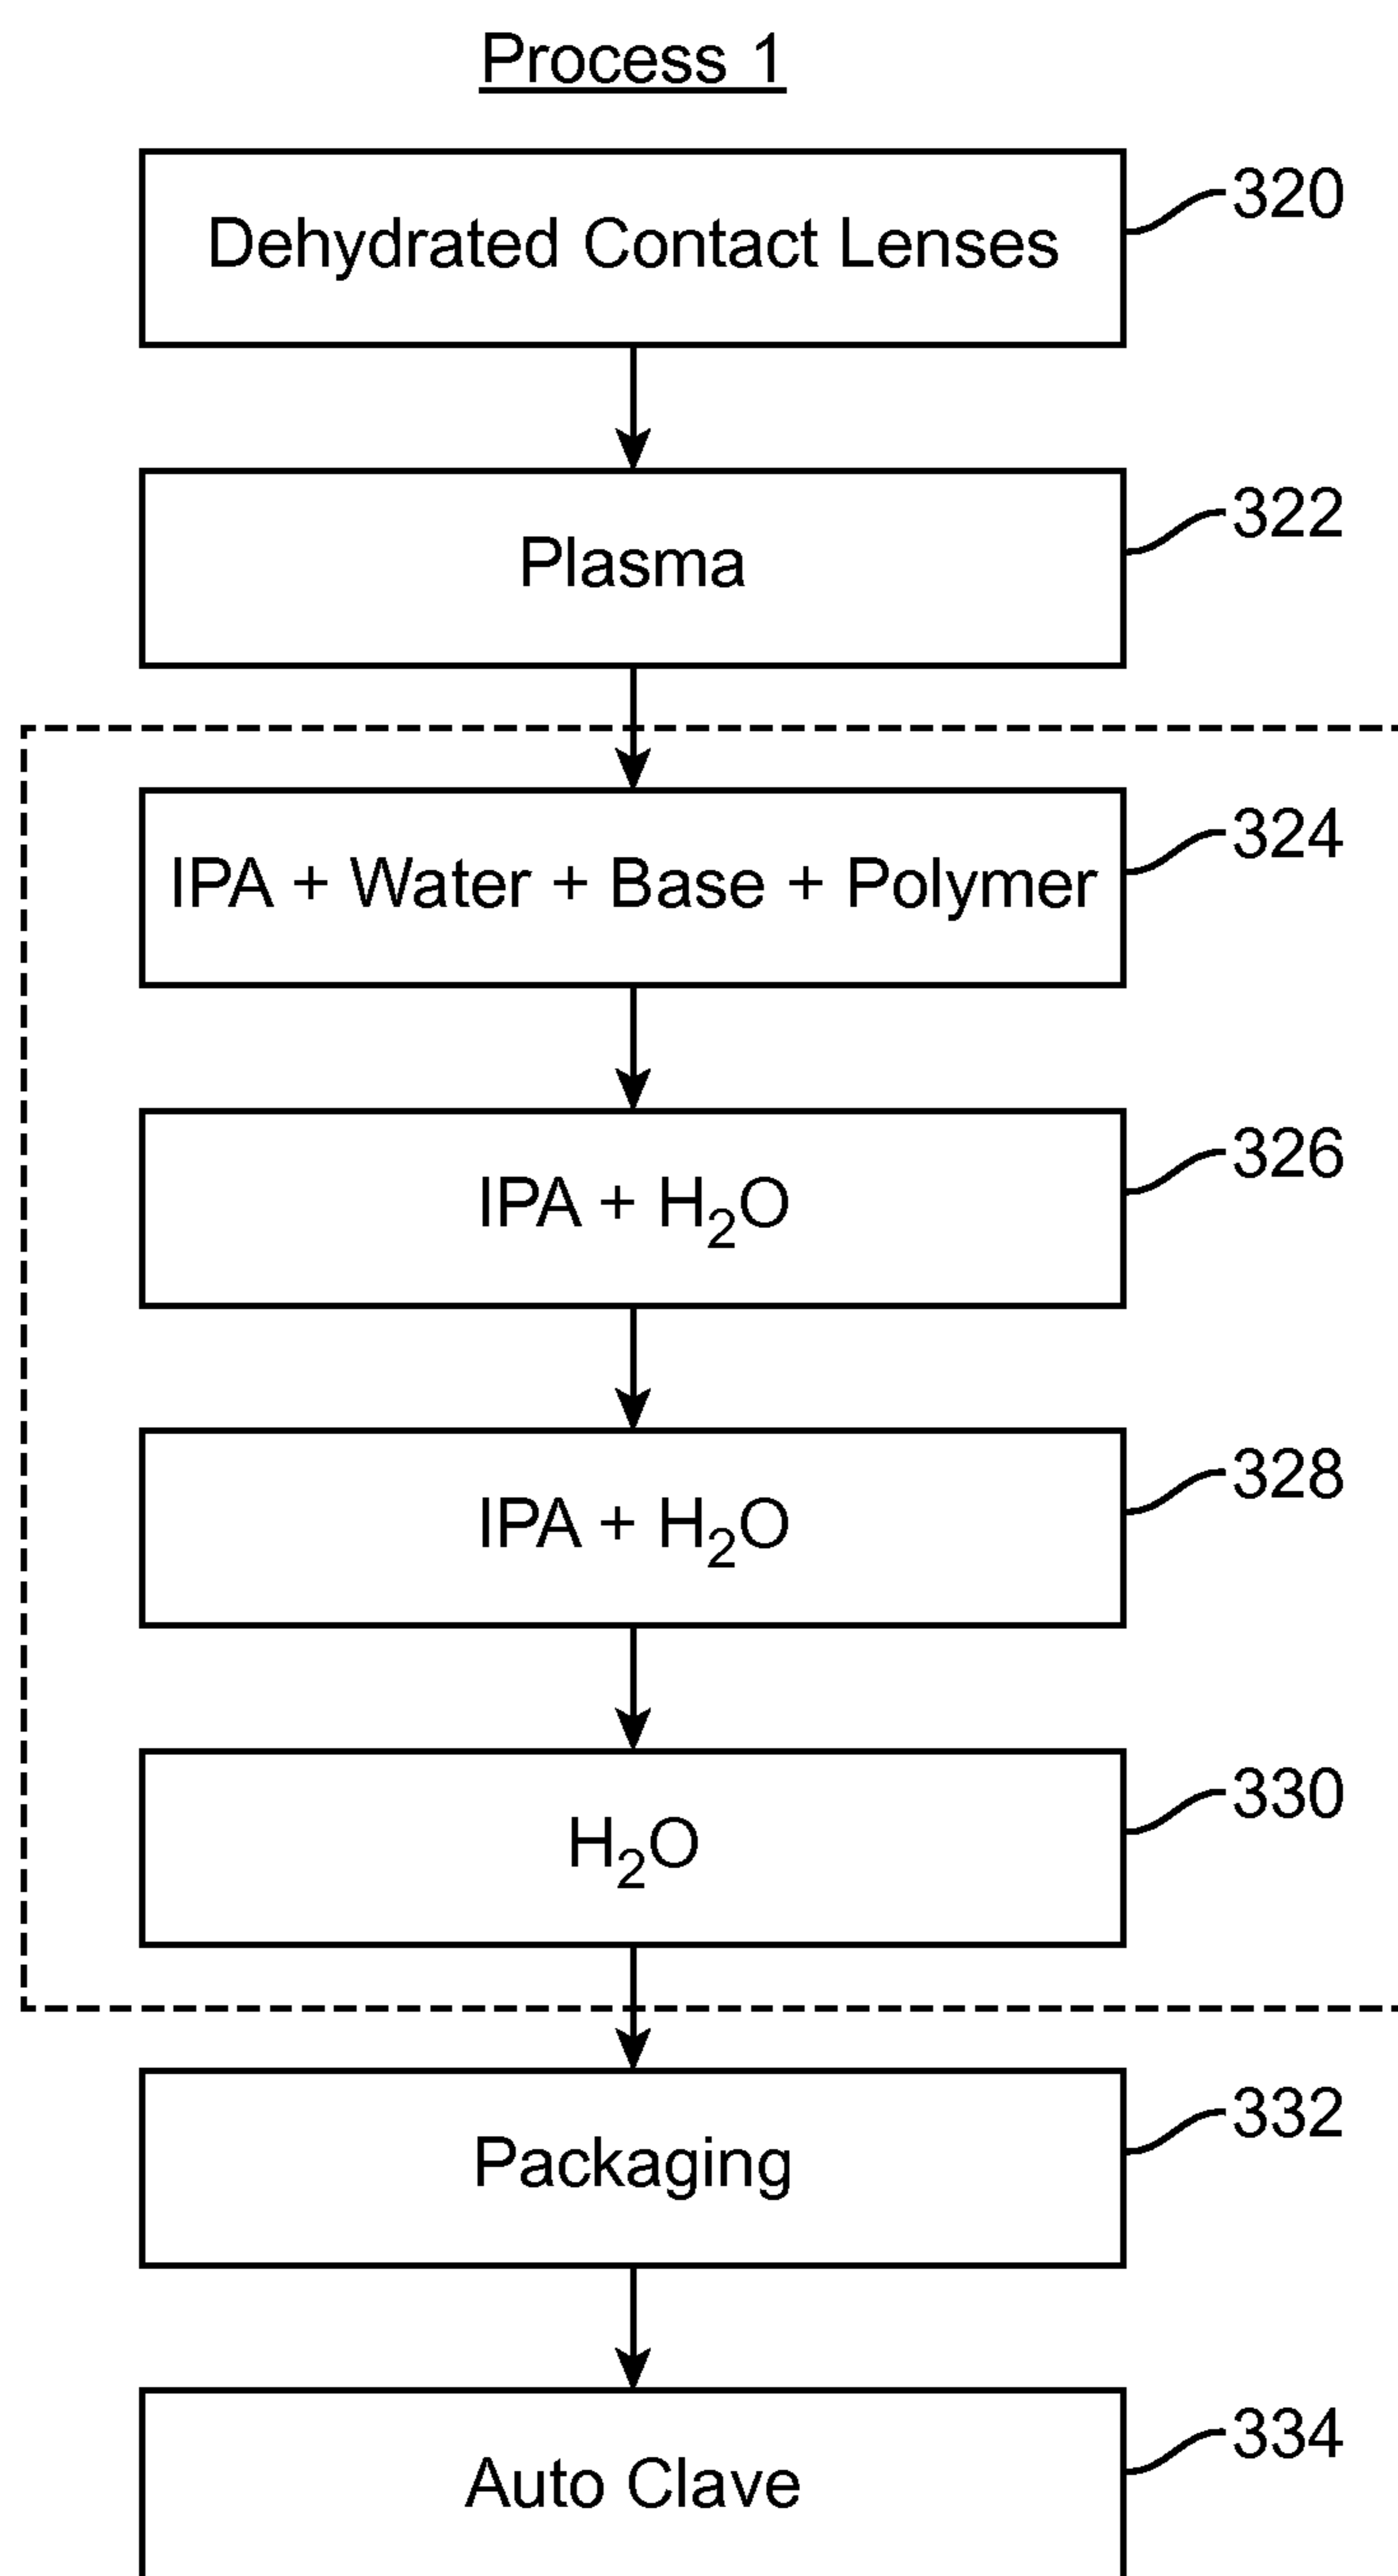 Process 1
Dehydrated Contact Lenses
320
Plasma
322
IPA + Water + Base + Polymer
324
IPA + H₂O
326
IPA + H₂O
328
H₂O
330
Packaging
332
Auto Clave
334